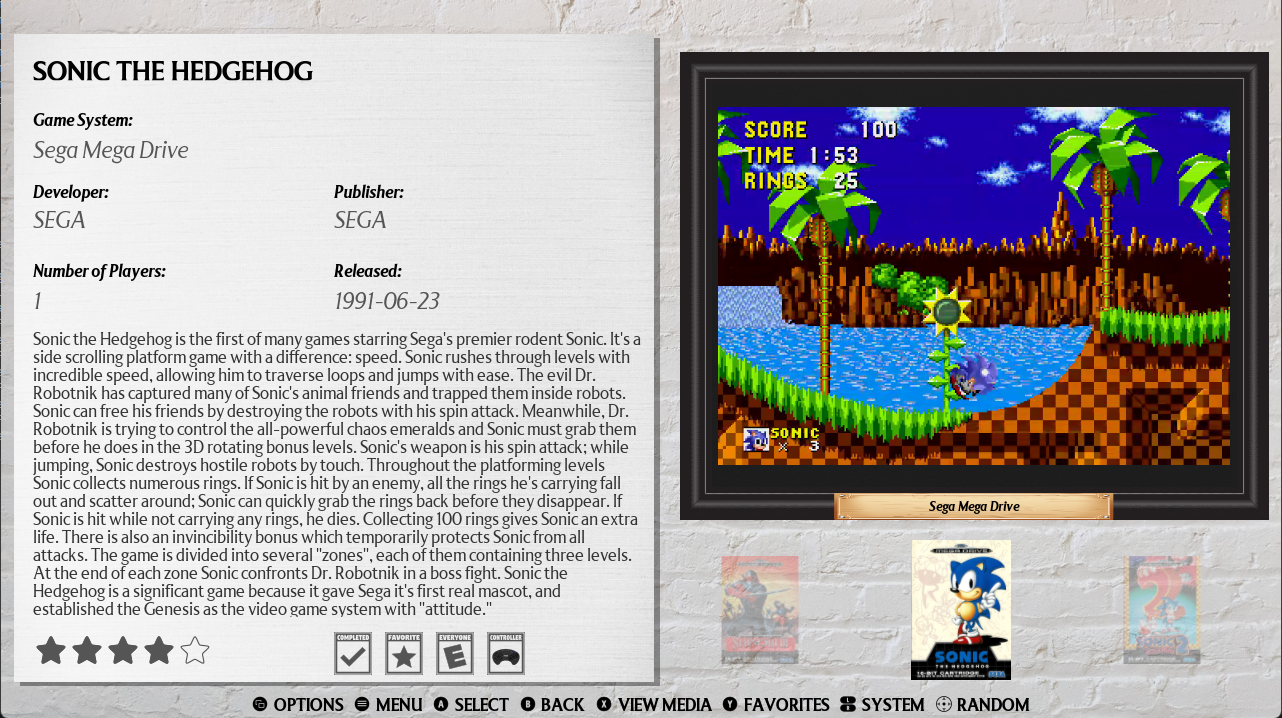 SONIC THE HEDGEHOG
Game System:
Sega Mega Drive
Developer:
SEGA
Publisher:
SEGA
Number of Players:
1
Released:
1991-06-23
Sonic the Hedgehog is the first of many games starring Sega's premier rodent Sonic. It's a
side scrolling platform game with a difference: speed. Sonic rushes through levels with
incredible speed, allowing him to traverse loops and jumps with ease. The evil Dr.
Robotnik has captured many of Sonic's animal friends and trapped them inside robots.
Sonic can free his friends by destroying the robots with his spin attack. Meanwhile, Dr.
Robotnik is trying to control the all-powerful chaos emeralds and Sonic must grab them
before he does in the 3D rotating bonus levels. Sonic's weapon is his spin attack; while
jumping, Sonic destroys hostile robots by touch. Throughout the platforming levels
Sonic collects numerous rings. If Sonic is hit by an enemy, all the rings he's carrying fall
out and scatter around; Sonic can quickly grab the rings back before they disappear. If
Sonic is hit while not carrying any rings, he dies. Collecting 100 rings gives Sonic an extra
life. There is also an invincibility bonus which temporarily protects Sonic from all
attacks. The game is divided into several "zones", each of them containing three levels.
At the end of each zone Sonic confronts Dr. Robotnik in a boss fight. Sonic the
Hedgehog is a significant game because it gave Sega it's first real mascot, and
established the Genesis as the videogame system with "attitude."
COMPLETED
FAVORITE
EVERYONE
E
CONTROLLER
SCORE 100
TIME 1:53
RINGS 25
SONIC
x 3
Sega Mega Drive
MEGA DRIVE
SONIC
THE HEDGEHOG
16-BIT CARTRIDGE
SEGA
OPTIONS MENU A SELECT B BACK X VIEW MEDIA Y FAVORITES SYSTEM RANDOM